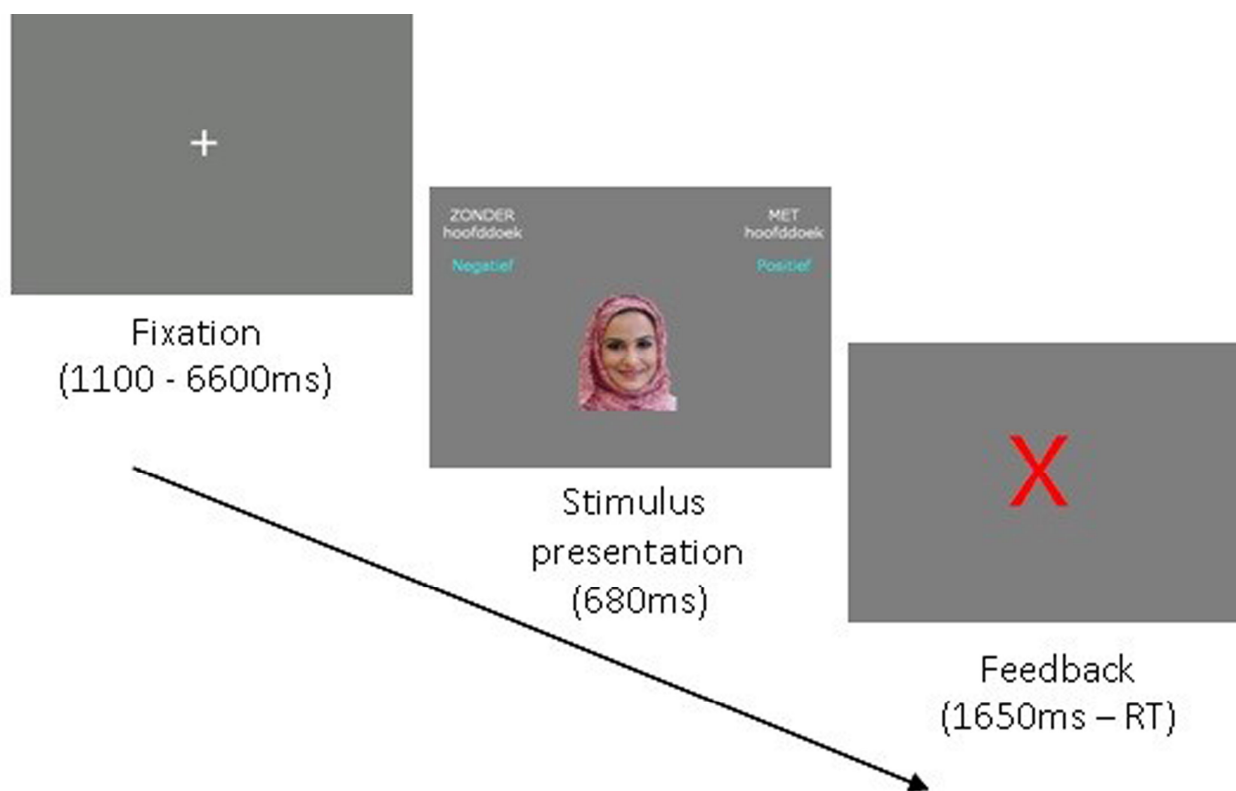 +
Fixation
(1100 - 6600ms)
ZONDER
hoofddoek
Negatief
MET
hoofddoek
Positief
Stimulus
presentation
(680ms)
X
Feedback
(1650ms – RT)